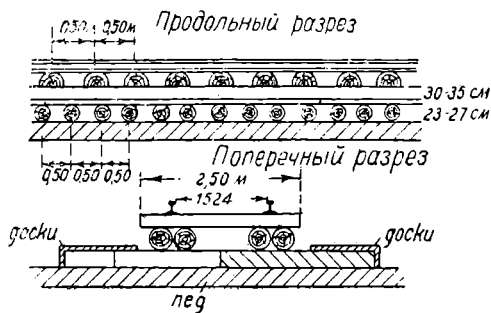 Продольный разрез
0,50 0,50м
30-35 см
23-27 см
0,50 0,50 0,50
Поперечный разрез
2,50 м
1524
доски доски
лед